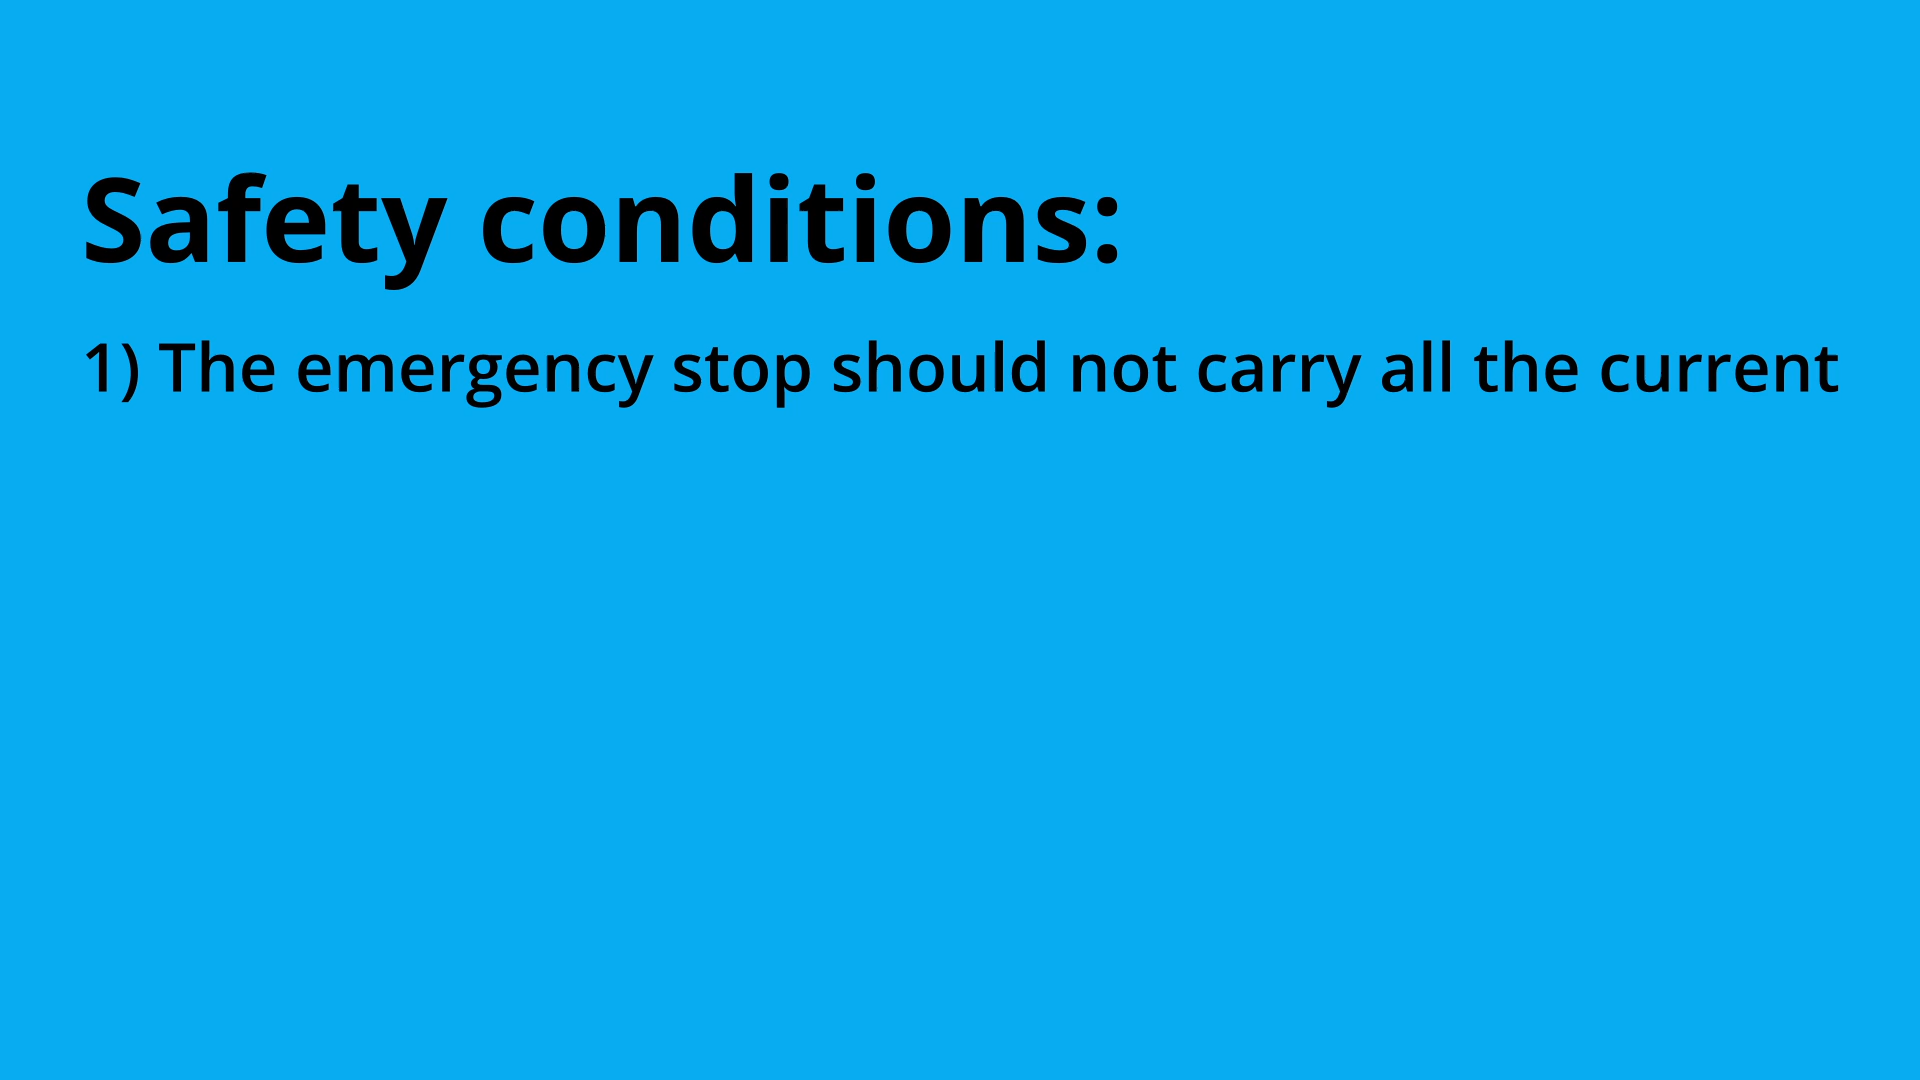 Safety conditions:
1) The emergency stop should not carry all the current